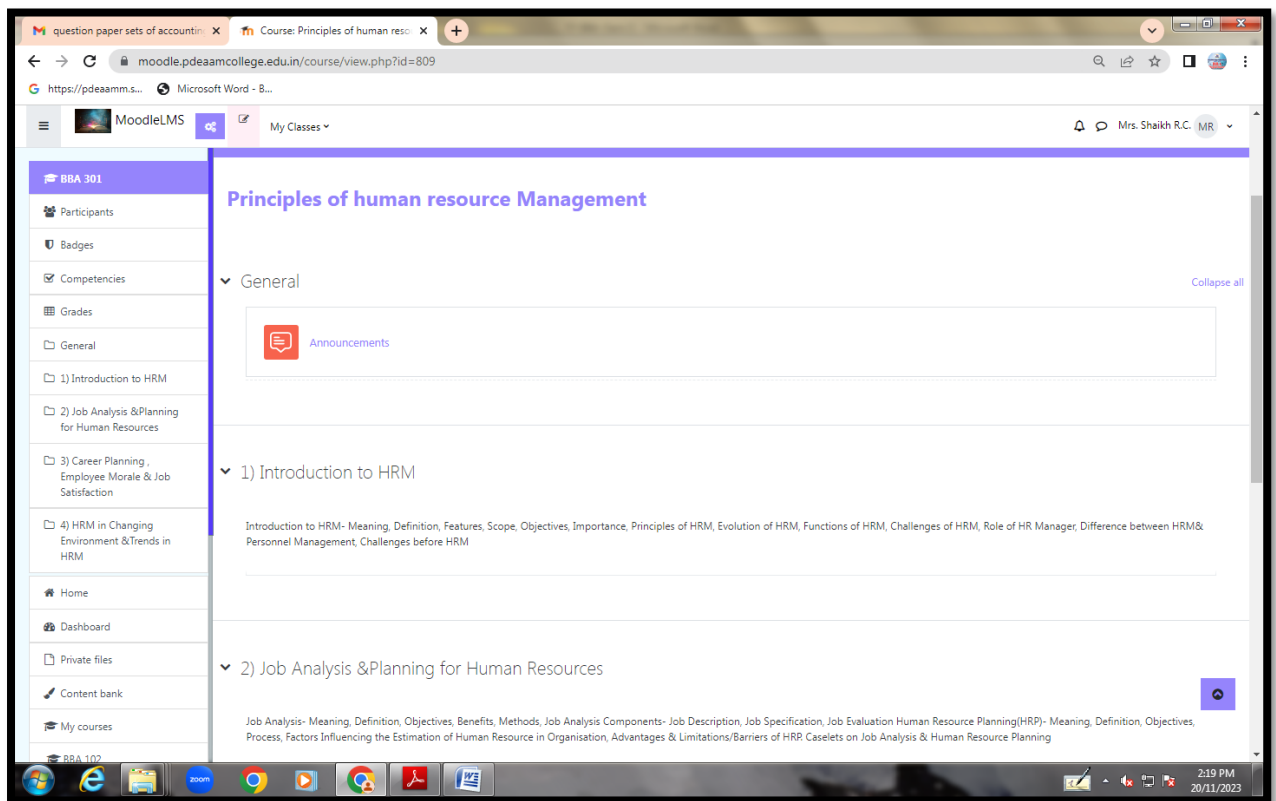 question paper sets of accountin
Course: Principles of human reso
moodle.pdeaamcollege.edu.in/course/view.php?id=809
https://pdeaamm.s...
Microsoft Word - B...
MoodleLMS
My Classes
Mrs. Shaikh R.C.
MR
BBA 301
Participants
Badges
Competencies
Grades
General
1) Introduction to HRM
2) Job Analysis &Planning
for Human Resources
3) Career Planning ,
Employee Morale & Job
Satisfaction
4) HRM in Changing
Environment &Trends in
HRM
Home
Dashboard
Private files
Content bank
My courses
BBA 102
Principles of human resource Management
General
Collapse all
Announcements
1) Introduction to HRM
Introduction to HRM- Meaning, Definition, Features, Scope, Objectives, Importance, Principles of HRM, Evolution of HRM, Functions of HRM, Challenges of HRM, Role of HR Manager, Difference between HRM&
Personnel Management, Challenges before HRM
2) Job Analysis &Planning for Human Resources
Job Analysis- Meaning, Definition, Objectives, Benefits, Methods, Job Analysis Components- Job Description, Job Specification, Job Evaluation Human Resource Planning(HRP)- Meaning, Definition, Objectives,
Process, Factors Influencing the Estimation of Human Resource in Organisation, Advantages & Limitations/Barriers of HRP. Caselets on Job Analysis & Human Resource Planning
zoom
2:19 PM
20/11/2023